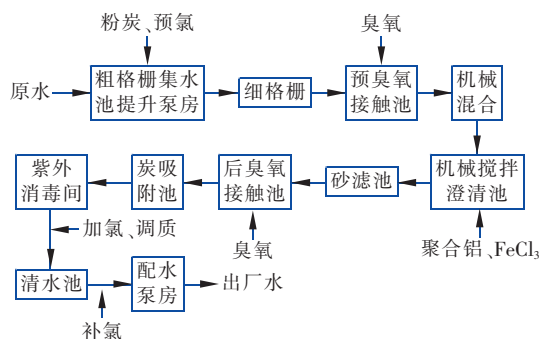 粉炭、预氯
臭氧
原水
粗格栅集水
池提升泵房
细格栅
预臭氧
接触池
机械
混合
紫外
消毒间
炭吸
附池
后臭氧
接触池
砂滤池
机械搅拌
澄清池
加氯、调质
臭氧
聚合铝、FeCl₃
清水池
配水
泵房
出厂水
补氯